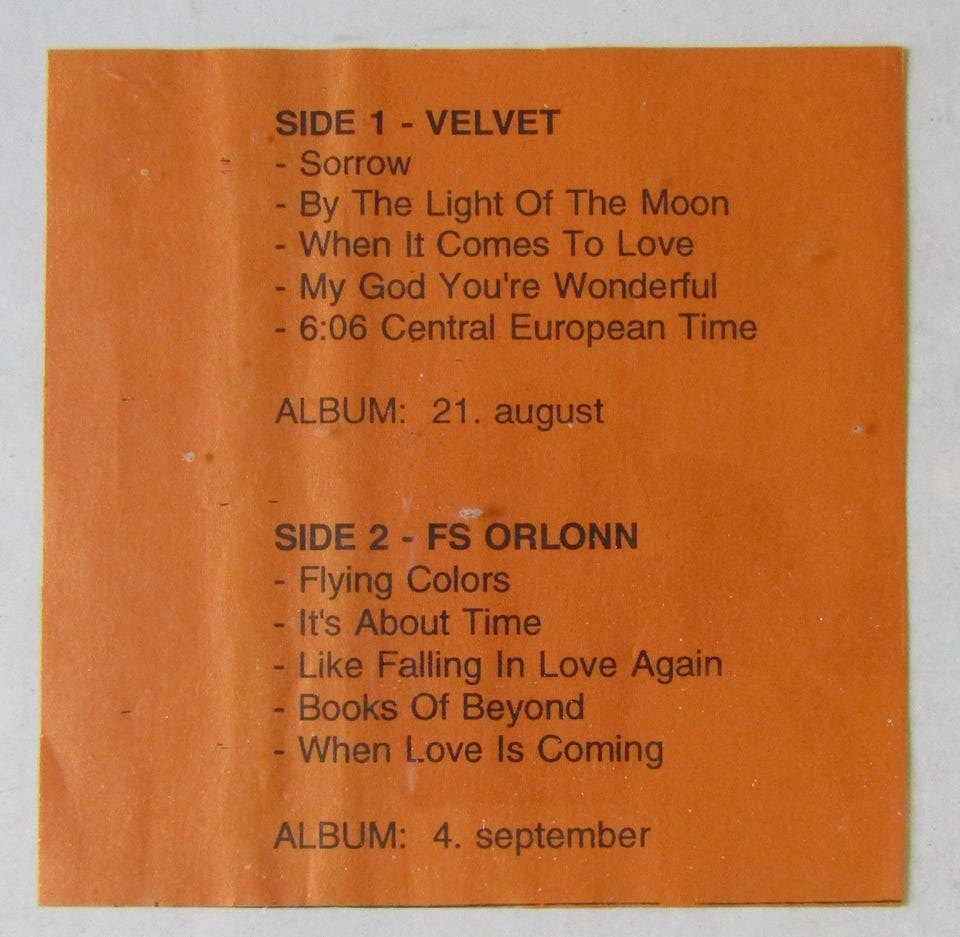 SIDE 1 - VELVET
- Sorrow
- By The Light Of The Moon
- When It Comes To Love
- My God You're Wonderful
- 6:06 Central European Time
ALBUM: 21. august
SIDE 2 - FS ORLONN
- Flying Colors
- It's About Time
- Like Falling In Love Again
- Books Of Beyond
- When Love Is Coming
ALBUM: 4. september